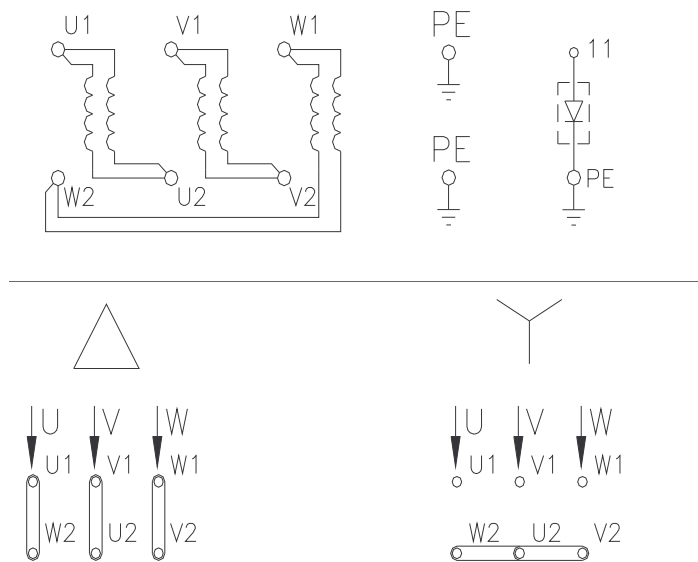 U1 V1 W1 PE 11
PE
W2 U2 V2 PE
U V W U V W
U1 V1 W1 U1 V1 W1
W2 U2 V2 W2 U2 V2